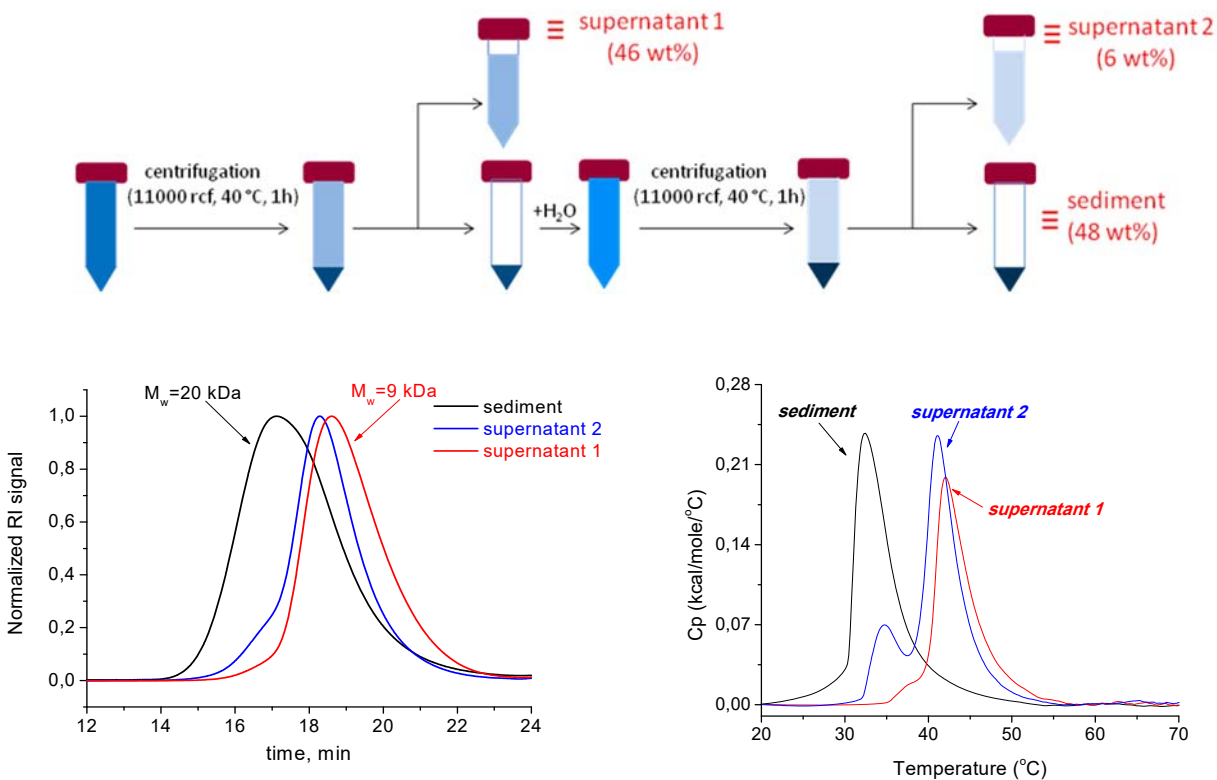 supernatant 1
(46 wt%)
supernatant 2
(6 wt%)
centrifugation
(11000 rcf, 40 °C, 1h)
+H₂O
centrifugation
(11000 rcf, 40 °C, 1h)
sediment
(48 wt%)
M_w=20 kDa
M_w=9 kDa
sediment
supernatant 2
supernatant 1
1,0
0,8
0,6
0,4
0,2
0,0
Normalized RI signal
12 14 16 18 20 22 24
time, min
0,28
0,21
0,14
0,07
0,00
Cp (kcal/mole/°C)
sediment
supernatant 2
supernatant 1
20 30 40 50 60 70
Temperature (°C)